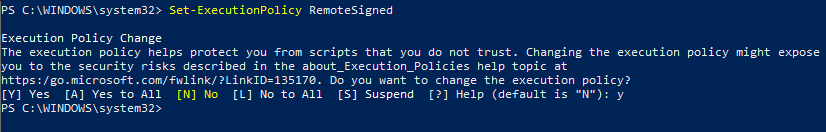 PS C:\WINDOWS\system32> Set-ExecutionPolicy RemoteSigned
Execution Policy Change
The execution policy helps protect you from scripts that you do not trust. Changing the execution policy might expose
you to the security risks described in the about_Execution_Policies help topic at
https:/go.microsoft.com/fwlink/?LinkID=135170. Do you want to change the execution policy?
[Y] Yes  [A] Yes to All  [N] No  [L] No to All  [S] Suspend  [?] Help (default is "N"): y
PS C:\WINDOWS\system32>